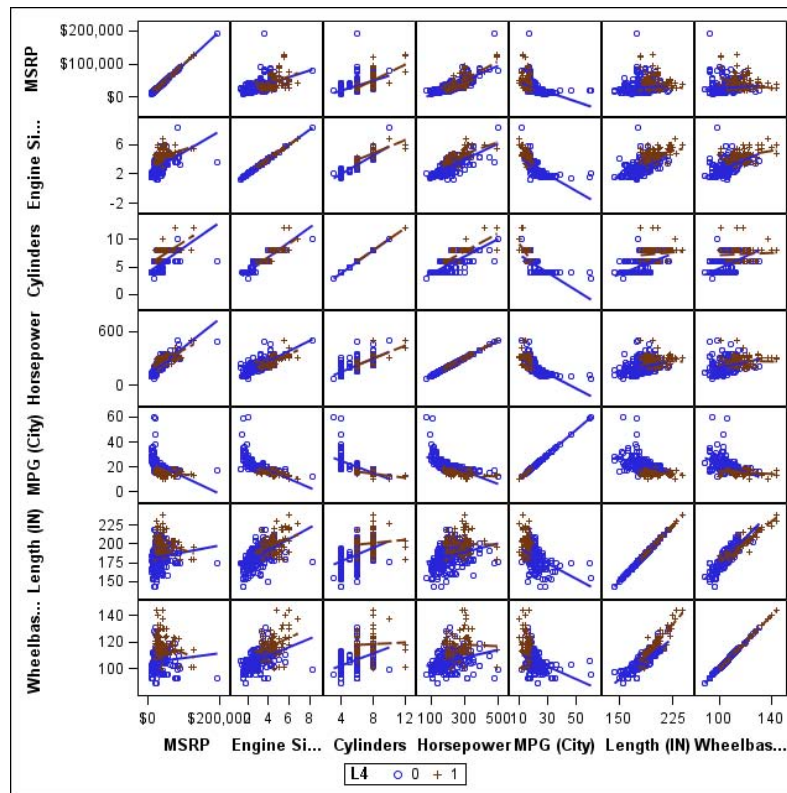 MSRP
$200,000
$100,000
$0
Engine Si...
6
2
-2
Cylinders
10
5
0
Horsepower
600
0
MPG (City)
60
40
20
0
Length (IN)
225
200
175
150
Wheelbas...
140
120
100
$0 $200,000 2 4 6 8 4 8 12 100 300 500 10 30 50 150 225 100 140
MSRP Engine Si... Cylinders Horsepower MPG (City) Length (IN) Wheelbas...
L4 0 1